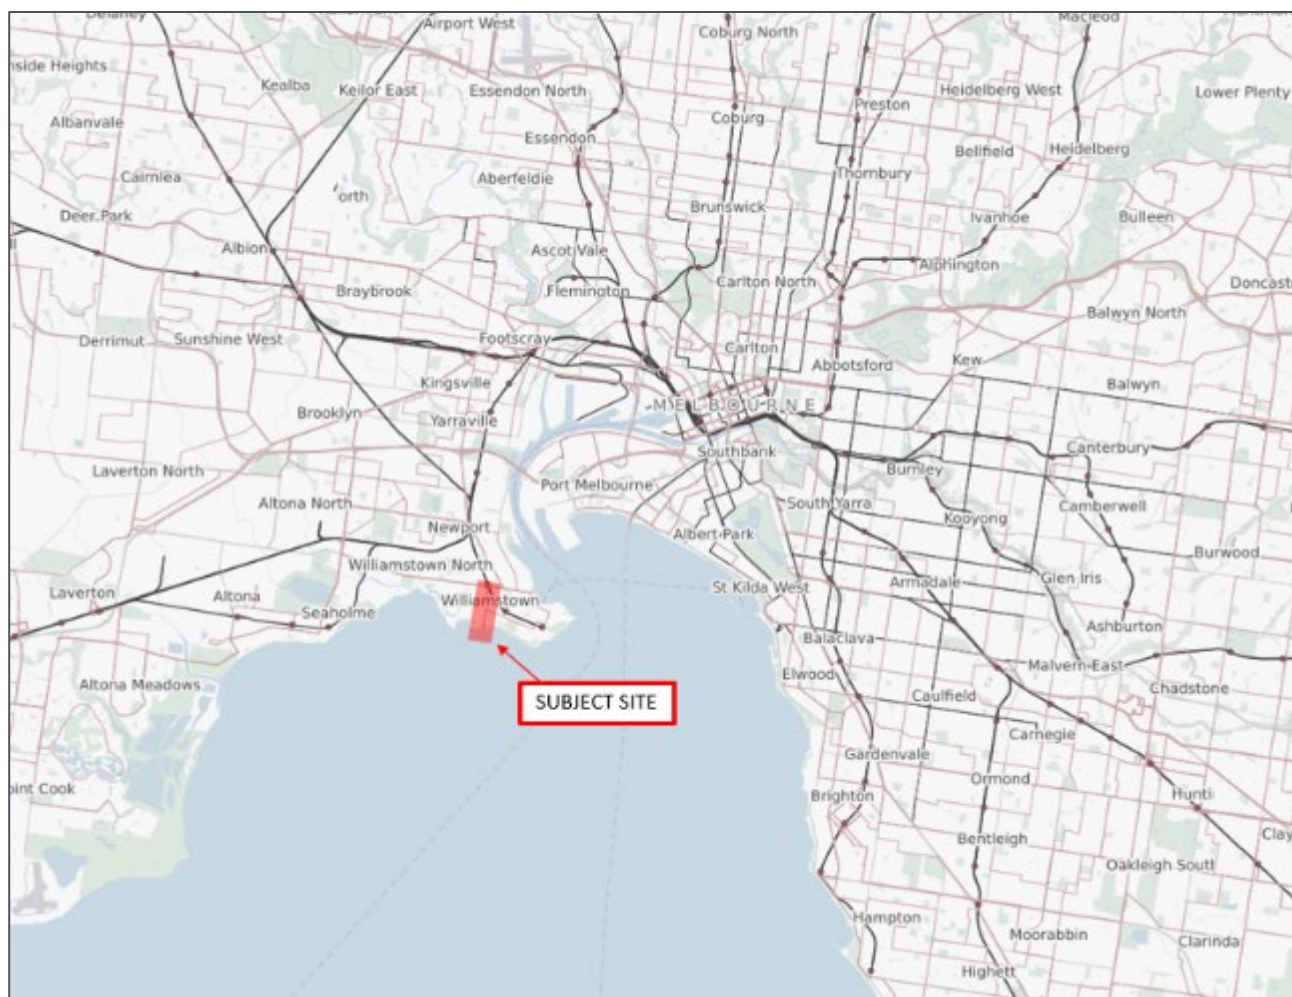 Delaney
Airport West
Macleod
Coburg North
nside Heights
Kealba
Keilor East
Essendon North
Heidelberg West
Lower Plenty
Preston
Albanvale
Coburg
Essendon
Bellfield
Heidelberg
Cairnlea
Aberfeldie
Thornbury
orth
Brunswick
Ivanhoe
Bulleen
Deer Park
Albion
Ascot Vale
Alphington
Braybrook
Flemington
Carlton North
Doncaste
Derrimut
Sunshine West
Footscray
Carlton
Balwyn North
Abbotsford
Kew
Kingsville
Balwyn
MELBOURNE
Brooklyn
Yarraville
Southbank
Canterbury
Laverton North
Burnley
Port Melbourne
Altona North
South Yarra
Camberwell
Newport
Albert Park
Kooyong
Burwood
Williamstown North
Glen Iris
Laverton
Altona
St Kilda West
Armadale
Williamstown
Seaholme
Ashburton
Balaclava
Malvern East
Elwood
Altona Meadows
Chadstone
SUBJECT SITE
Caulfield
Carnegie
Gardenvale
oint Cook
Ormond
Brighton
Hunti
Clay
Bentleigh
Oakleigh Soutl
Hampton
Moorabbin
Clarinda
Highett